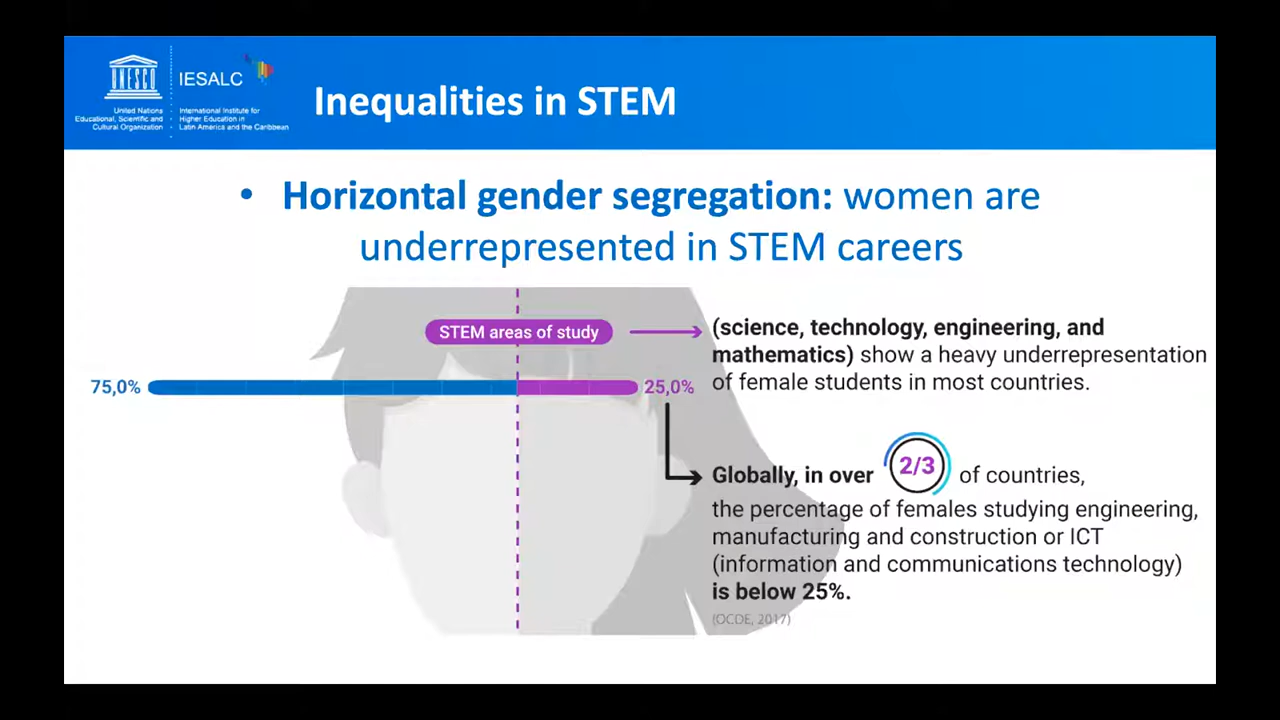 UNESCO
United Nations
Educational, Scientific and
Cultural Organization
IESALC
International Institute for
Higher Education in
Latin America and the Caribbean
Inequalities in STEM
• Horizontal gender segregation: women are
underrepresented in STEM careers
STEM areas of study
75,0%
25,0%
(science, technology, engineering, and
mathematics) show a heavy underrepresentation
of female students in most countries.
Globally, in over 2/3 of countries,
the percentage of females studying engineering,
manufacturing and construction or ICT
(information and communications technology)
is below 25%.
(OCDE, 2017)